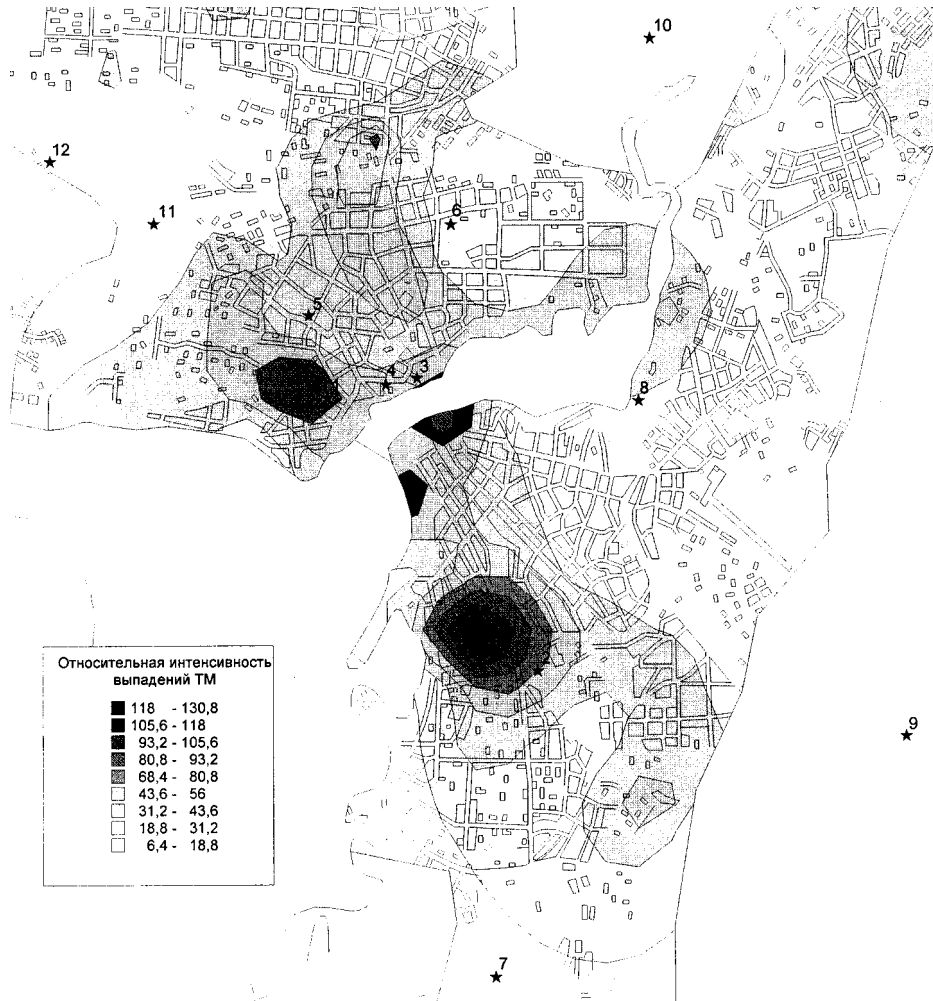 10
12
11
6
5
4
3
8
2
Относительная интенсивность
выпадений ТМ
118 - 130,8
105,6 - 118
93,2 - 105,6
80,8 - 93,2
68,4 - 80,8
43,6 - 56
31,2 - 43,6
18,8 - 31,2
6,4 - 18,8
9
7